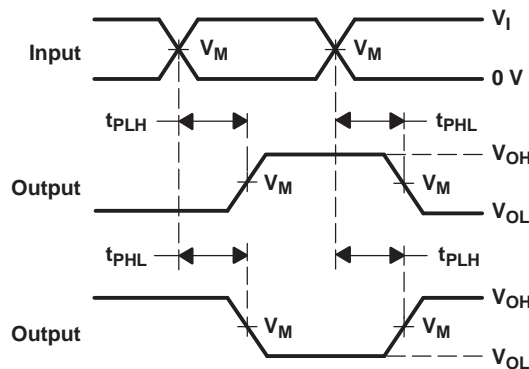 V_I
Input
V_M
V_M
0 V
t_PLH
t_PHL
V_OH
Output
V_M
V_M
V_OL
t_PHL
t_PLH
V_OH
Output
V_M
V_M
V_OL